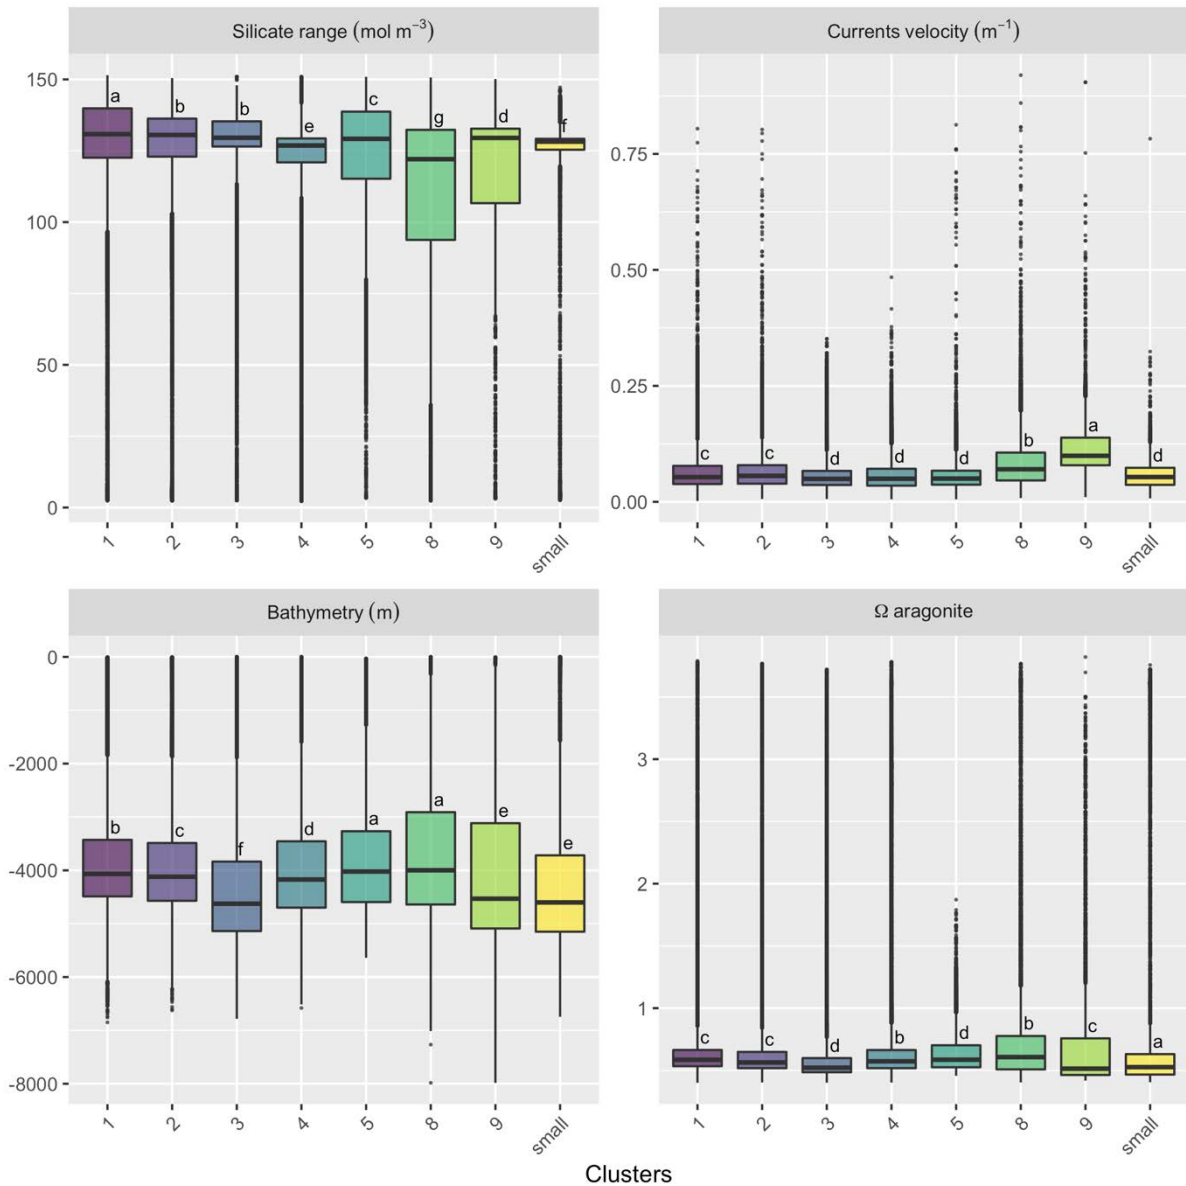 Silicate range (mol m⁻³)
150
100
50
0
a b b e c g d f
1 2 3 4 5 8 9 small
Currents velocity (m⁻¹)
0.75
0.50
0.25
0.00
c c d d d b a d
1 2 3 4 5 8 9 small
Bathymetry (m)
0
-2000
-4000
-6000
-8000
b c f d a a e e
1 2 3 4 5 8 9 small
Ω aragonite
3
2
1
c c d b d b c a
1 2 3 4 5 8 9 small
Clusters